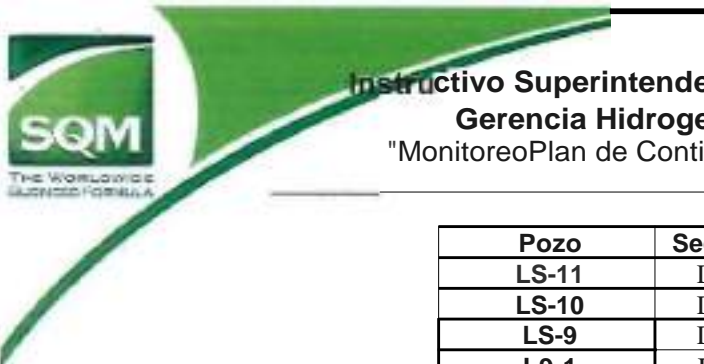 SQM
THE WORLDWIDE
BUSINESS FORMULA
Instructivo Superintende
Gerencia Hidroge
"MonitoreoPlan de Conti
Pozo Se
LS-11
LS-10
LS-9